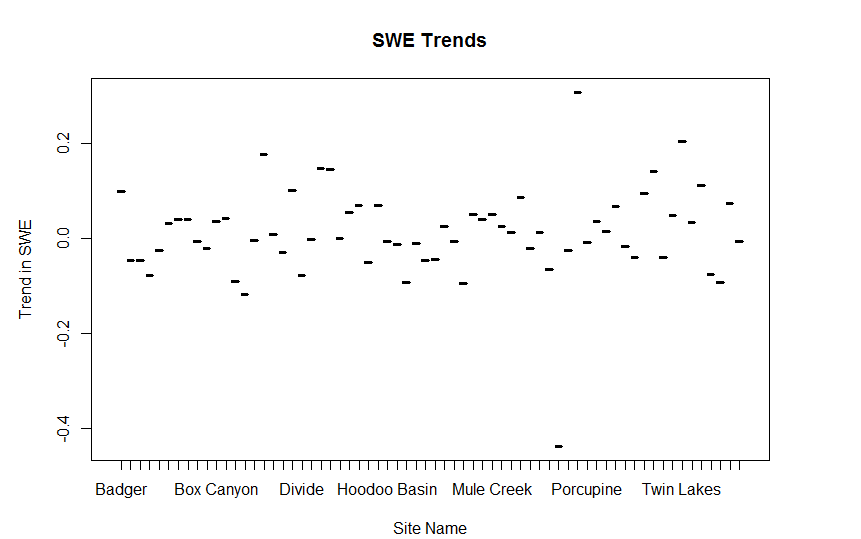 SWE Trends
0.2
0.0
-0.2
-0.4
Trend in SWE
Badger Box Canyon Divide Hoodoo Basin Mule Creek Porcupine Twin Lakes
Site Name